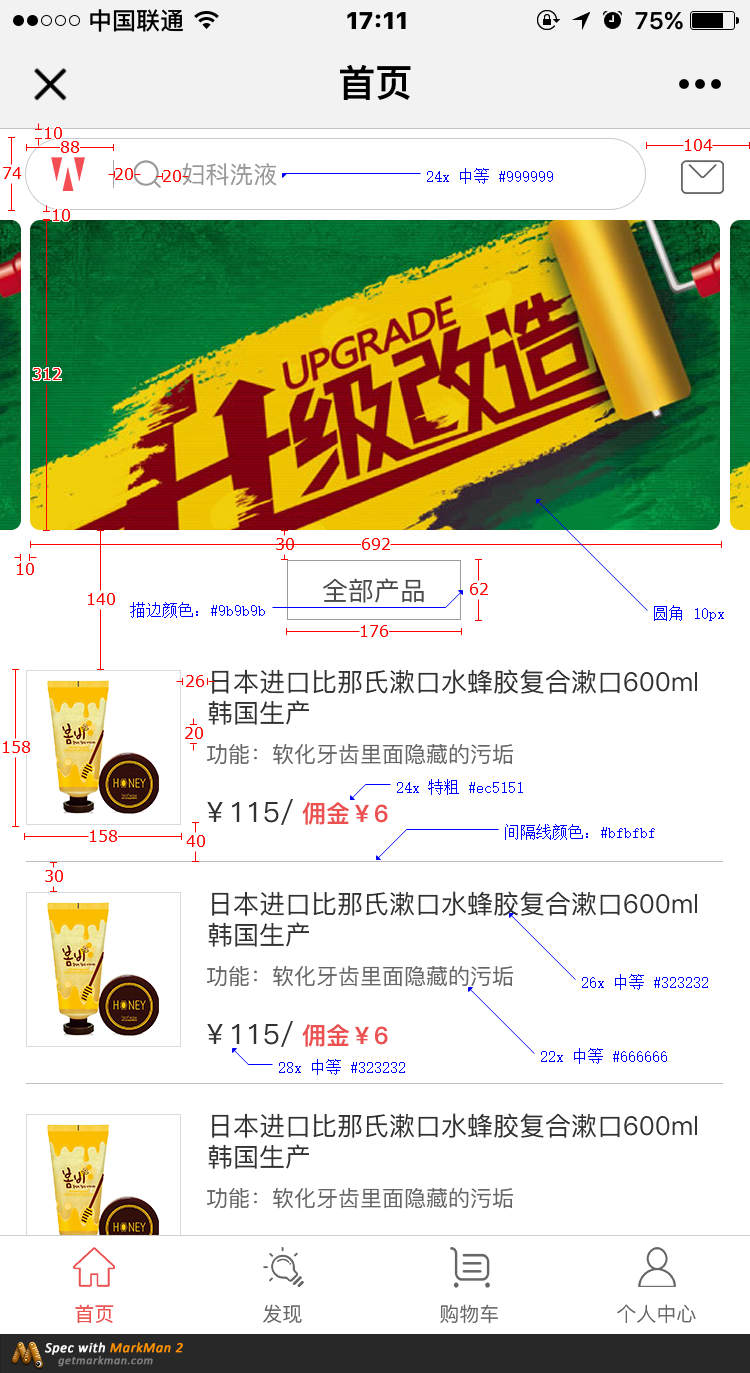 中国联通 17:11 75%
首页
10
88
104
74
20
20
妇科洗液
24x 中等 #999999
10
312
UPGRADE
升级改造
30
692
10
140
全部产品
62
描边颜色: #9b9b9b
圆角 10px
176
26
日本进口比那氏漱口水蜂胶复合漱口600ml
韩国生产
20
158
功能：软化牙齿里面隐藏的污垢
24x 特粗 #ec5151
HONEY
￥115/ 佣金￥6
158
40
间隔线颜色: #bfbfbf
30
日本进口比那氏漱口水蜂胶复合漱口600ml
韩国生产
功能：软化牙齿里面隐藏的污垢
26x 中等 #323232
HONEY
￥115/ 佣金￥6
22x 中等 #666666
28x 中等 #323232
日本进口比那氏漱口水蜂胶复合漱口600ml
韩国生产
功能：软化牙齿里面隐藏的污垢
HONEY
首页 发现 购物车 个人中心
Spec with MarkMan 2
getmarkman.com